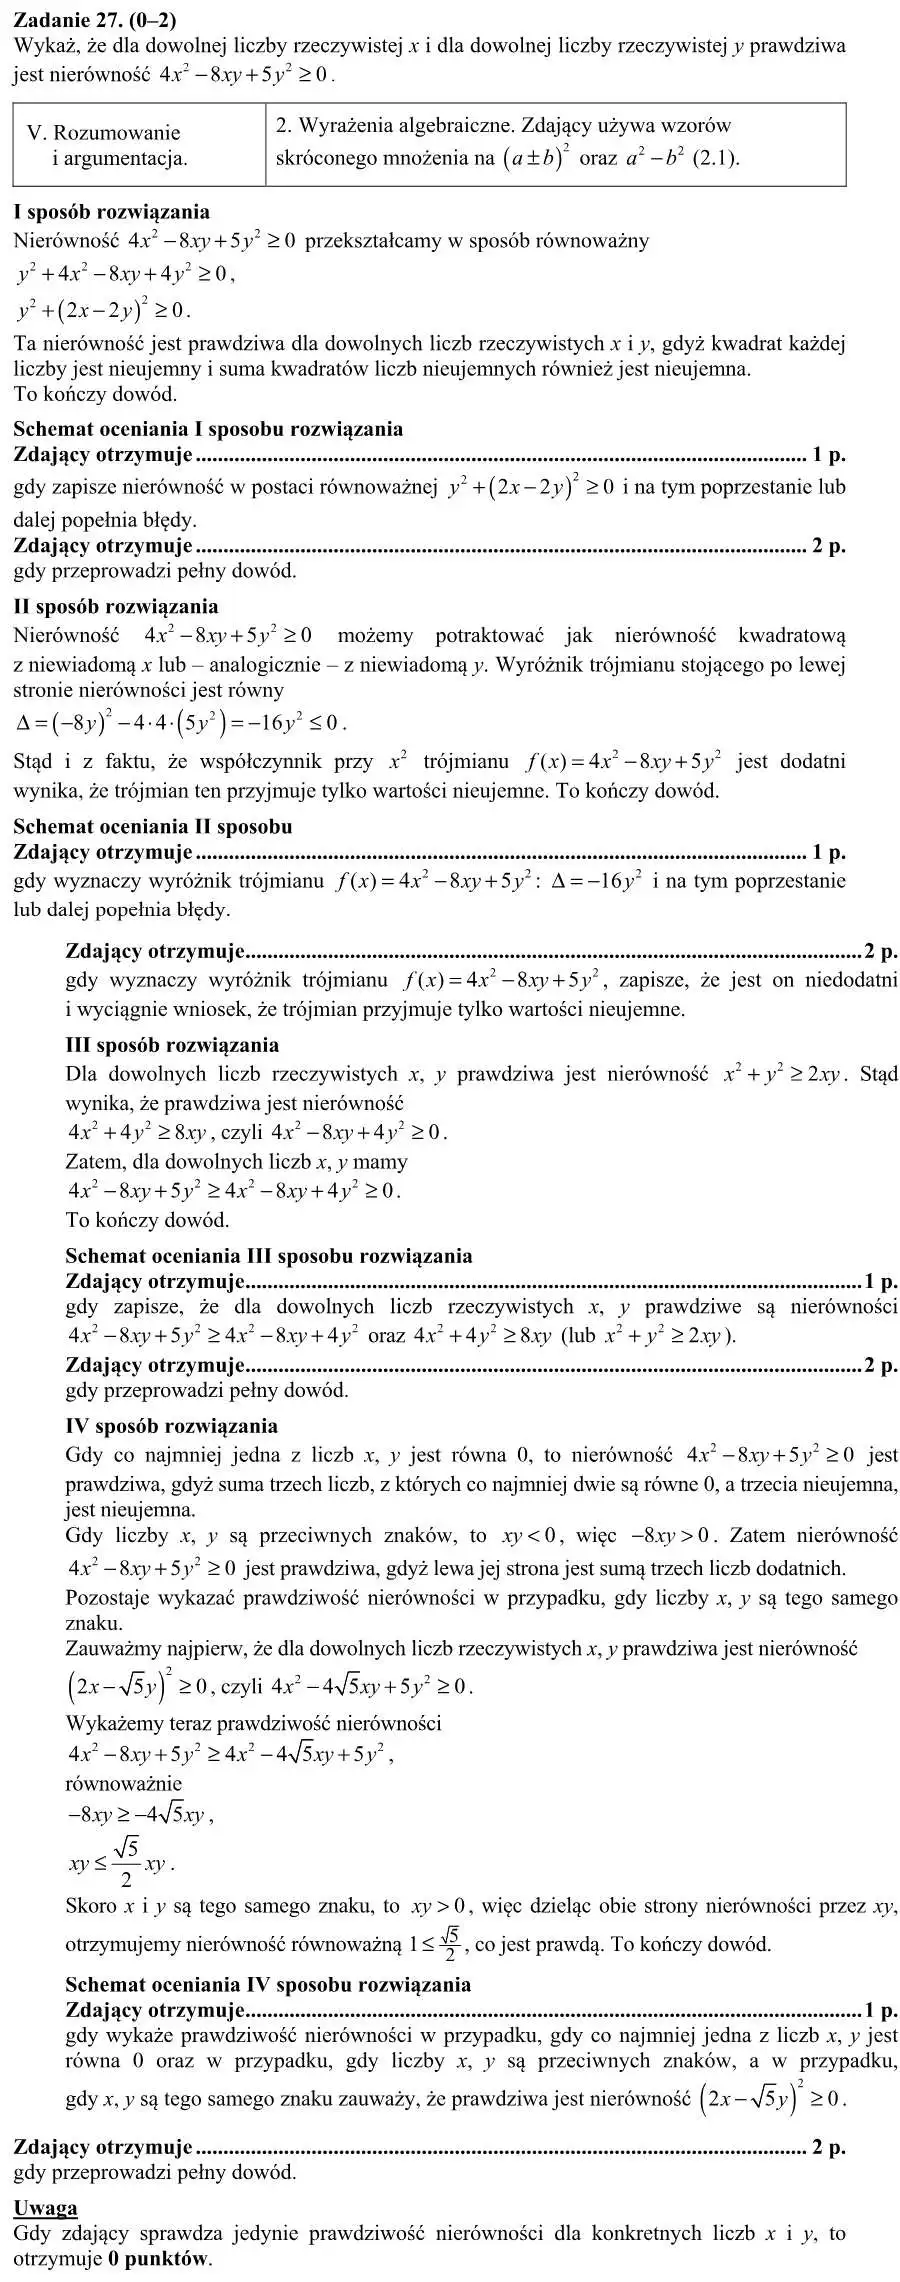 Zadanie 27. (0–2)
Wykaż, że dla dowolnej liczby rzeczywistej x i dla dowolnej liczby rzeczywistej y prawdziwa
jest nierówność 4x² − 8xy + 5y² ≥ 0 .
V. Rozumowanie
i argumentacja.
2. Wyrażenia algebraiczne. Zdający używa wzorów
skróconego mnożenia na (a ± b)² oraz a² − b² (2.1).
I sposób rozwiązania
Nierówność 4x² − 8xy + 5y² ≥ 0 przekształcamy w sposób równoważny
y² + 4x² − 8xy + 4y² ≥ 0 ,
y² + (2x − 2y)² ≥ 0 .
Ta nierówność jest prawdziwa dla dowolnych liczb rzeczywistych x i y, gdyż kwadrat każdej
liczby jest nieujemny i suma kwadratów liczb nieujemnych również jest nieujemna.
To kończy dowód.
Schemat oceniania I sposobu rozwiązania
Zdający otrzymuje ............................................................ 1 p.
gdy zapisze nierówność w postaci równoważnej y² + (2x − 2y)² ≥ 0 i na tym poprzestanie lub
dalej popełnia błędy.
Zdający otrzymuje ............................................................ 2 p.
gdy przeprowadzi pełny dowód.
II sposób rozwiązania
Nierówność 4x² − 8xy + 5y² ≥ 0 możemy potraktować jak nierówność kwadratową
z niewiadomą x lub – analogicznie – z niewiadomą y. Wyróżnik trójmianu stojącego po lewej
stronie nierówności jest równy
Δ = (−8y)² − 4·4·(5y²) = −16y² ≤ 0 .
Stąd i z faktu, że współczynnik przy x² trójmianu f(x) = 4x² − 8xy + 5y² jest dodatni
wynika, że trójmian ten przyjmuje tylko wartości nieujemne. To kończy dowód.
Schemat oceniania II sposobu
Zdający otrzymuje ............................................................ 1 p.
gdy wyznaczy wyróżnik trójmianu f(x) = 4x² − 8xy + 5y² : Δ = −16y² i na tym poprzestanie
lub dalej popełnia błędy.
Zdający otrzymuje ............................................................ 2 p.
gdy wyznaczy wyróżnik trójmianu f(x) = 4x² − 8xy + 5y² , zapisze, że jest on niedodatni
i wyciągnie wniosek, że trójmian przyjmuje tylko wartości nieujemne.
III sposób rozwiązania
Dla dowolnych liczb rzeczywistych x, y prawdziwa jest nierówność x² + y² ≥ 2xy . Stąd
wynika, że prawdziwa jest nierówność
4x² + 4y² ≥ 8xy , czyli 4x² − 8xy + 4y² ≥ 0 .
Zatem, dla dowolnych liczb x, y mamy
4x² − 8xy + 5y² ≥ 4x² − 8xy + 4y² ≥ 0 .
To kończy dowód.
Schemat oceniania III sposobu rozwiązania
Zdający otrzymuje ............................................................ 1 p.
gdy zapisze, że dla dowolnych liczb rzeczywistych x, y prawdziwe są nierówności
4x² − 8xy + 5y² ≥ 4x² − 8xy + 4y² oraz 4x² + 4y² ≥ 8xy (lub x² + y² ≥ 2xy ).
Zdający otrzymuje ............................................................ 2 p.
gdy przeprowadzi pełny dowód.
IV sposób rozwiązania
Gdy co najmniej jedna z liczb x, y jest równa 0, to nierówność 4x² − 8xy + 5y² ≥ 0 jest
prawdziwa, gdyż suma trzech liczb, z których co najmniej dwie są równe 0, a trzecia nieujemna,
jest nieujemna.
Gdy liczby x, y są przeciwnych znaków, to xy < 0 , więc −8xy > 0 . Zatem nierówność
4x² − 8xy + 5y² ≥ 0 jest prawdziwa, gdyż lewa jej strona jest sumą trzech liczb dodatnich.
Pozostaje wykazać prawdziwość nierówności w przypadku, gdy liczby x, y są tego samego
znaku.
Zauważmy najpierw, że dla dowolnych liczb rzeczywistych x, y prawdziwa jest nierówność
(2x − √5y)² ≥ 0 , czyli 4x² − 4√5xy + 5y² ≥ 0 .
Wykażemy teraz prawdziwość nierówności
4x² − 8xy + 5y² ≥ 4x² − 4√5xy + 5y² ,
równoważnie
−8xy ≥ −4√5xy ,
xy ≤ √5/2 xy .
Skoro x i y są tego samego znaku, to xy > 0 , więc dzieląc obie strony nierówności przez xy,
otrzymujemy nierówność równoważną 1 ≤ √5/2 , co jest prawdą. To kończy dowód.
Schemat oceniania IV sposobu rozwiązania
Zdający otrzymuje ............................................................ 1 p.
gdy wykaże prawdziwość nierówności w przypadku, gdy co najmniej jedna z liczb x, y jest
równa 0 oraz w przypadku, gdy liczby x, y są przeciwnych znaków, a w przypadku,
gdy x, y są tego samego znaku zauważy, że prawdziwa jest nierówność (2x − √5y)² ≥ 0 .
Zdający otrzymuje ............................................................ 2 p.
gdy przeprowadzi pełny dowód.
Uwaga
Gdy zdający sprawdza jedynie prawdziwość nierówności dla konkretnych liczb x i y, to
otrzymuje 0 punktów.